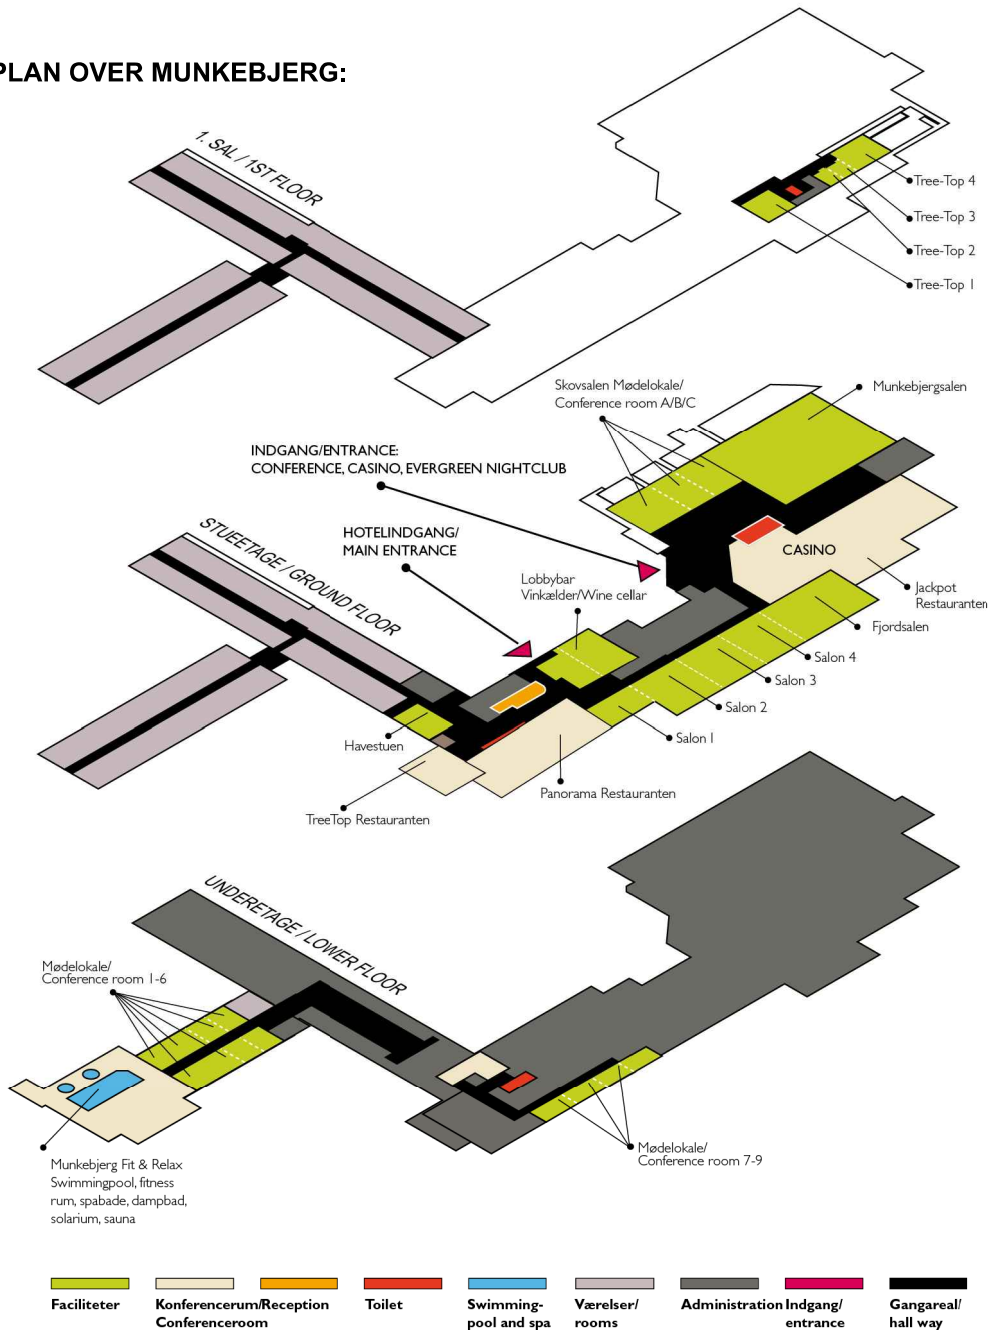 PLAN OVER MUNKEBJERG:
1. SAL / 1ST FLOOR
Tree-Top 4
Tree-Top 3
Tree-Top 2
Tree-Top 1
Skovsalen Mødelokale/
Conference room A/B/C
Munkebjergsalen
INDGANG/ENTRANCE:
CONFERENCE, CASINO, EVERGREEN NIGHTCLUB
HOTELINDGANG/
MAIN ENTRANCE
STUEETAGE / GROUND FLOOR
Lobbybar
Vinkælder/Wine cellar
CASINO
Jackpot
Restauranten
Fjordsalen
Salon 4
Salon 3
Salon 2
Salon 1
Havestuen
Panorama Restauranten
TreeTop Restauranten
UNDERETAGE / LOWER FLOOR
Mødelokale/
Conference room 1-6
Mødelokale/
Conference room 7-9
Munkebjerg Fit & Relax
Swimmingpool, fitness
rum, spabade, dampbad,
solarium, sauna
Faciliteter
Konferencerum/
Conferenceroom
Reception
Toilet
Swimming-
pool and spa
Værelser/
rooms
Administration
Indgang/
entrance
Gangareal/
hall way